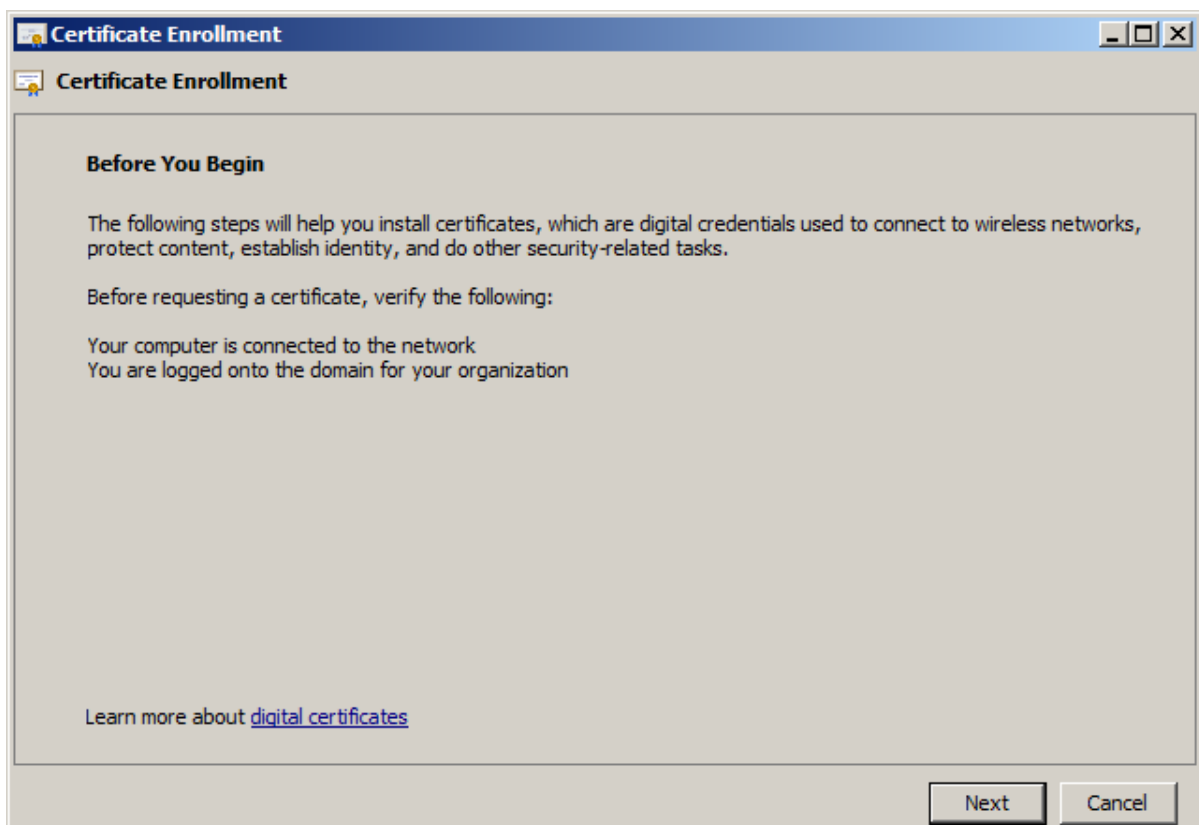 Certificate Enrollment
Certificate Enrollment
Before You Begin
The following steps will help you install certificates, which are digital credentials used to connect to wireless networks,
protect content, establish identity, and do other security-related tasks.
Before requesting a certificate, verify the following:
Your computer is connected to the network
You are logged onto the domain for your organization
Learn more about digital certificates
Next Cancel